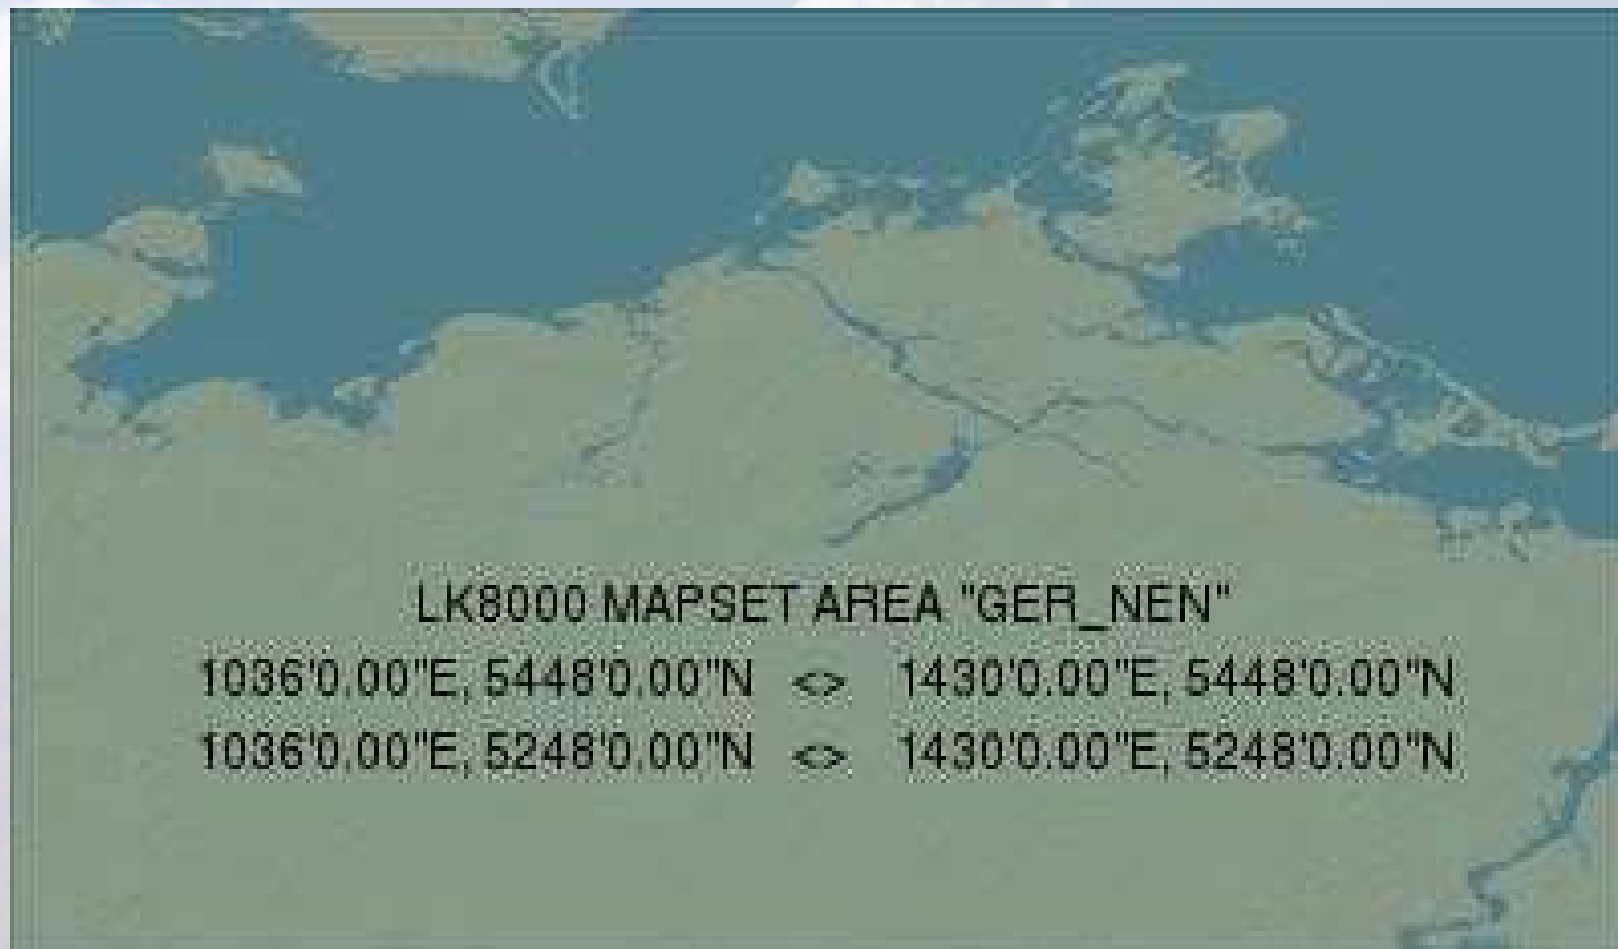 LK8000 MAPSET AREA "GER_NEN"
1036'0.00"E, 5448'0.00"N <> 1430'0.00"E, 5448'0.00"N
1036'0.00"E, 5248'0.00"N <> 1430'0.00"E, 5248'0.00"N